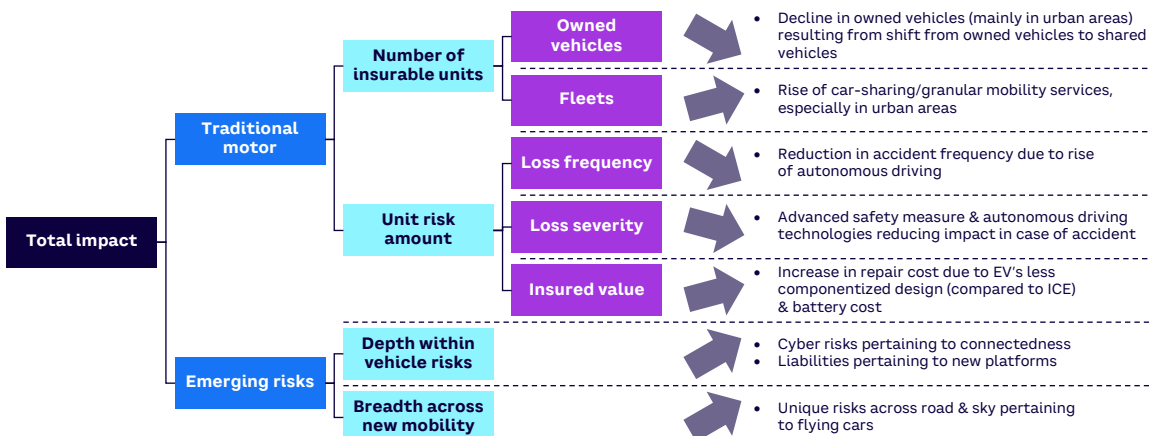 Total impact
Traditional
motor
Emerging risks
Number of
insurable units
Unit risk
amount
Depth within
vehicle risks
Breadth across
new mobility
Owned
vehicles
• Decline in owned vehicles (mainly in urban areas)
resulting from shift from owned vehicles to shared
vehicles
Fleets
• Rise of car-sharing/granular mobility services,
especially in urban areas
Loss frequency
• Reduction in accident frequency due to rise
of autonomous driving
Loss severity
• Advanced safety measure & autonomous driving
technologies reducing impact in case of accident
Insured value
• Increase in repair cost due to EV's less
componentized design (compared to ICE)
& battery cost
• Cyber risks pertaining to connectedness
• Liabilities pertaining to new platforms
• Unique risks across road & sky pertaining
to flying cars